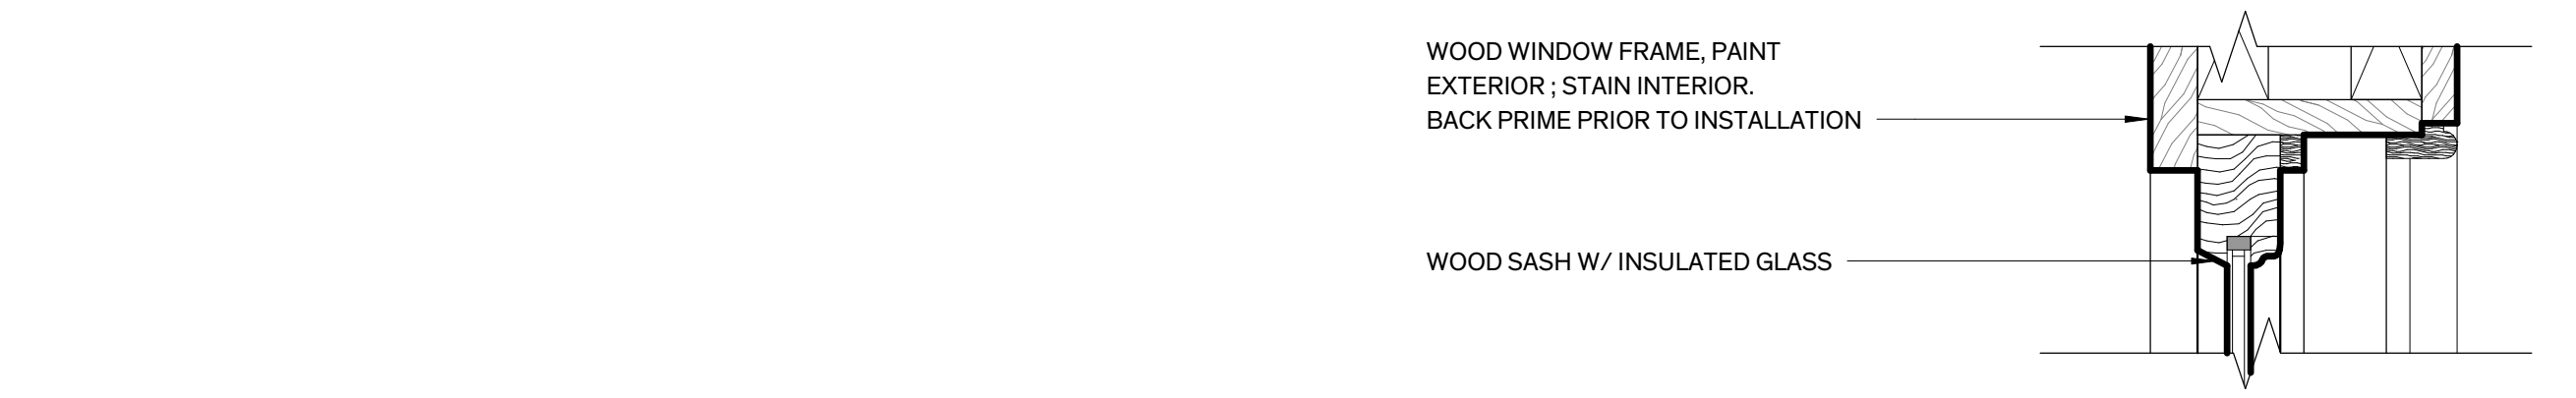 WOOD WINDOW FRAME, PAINT
EXTERIOR ; STAIN INTERIOR.
BACK PRIME PRIOR TO INSTALLATION
WOOD SASH W/ INSULATED GLASS